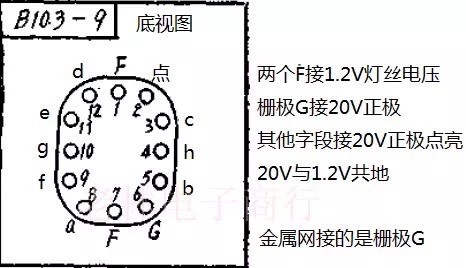 B10.3-9
底视图
d
F
点
12
1
2
e
11
3
c
g
10
4
h
f
9
5
b
8
7
6
a
F
G
两个F接1.2V灯丝电压
栅极G接20V正极
其他字段接20V正极点亮
20V与1.2V共地
金属网接的是栅极G
电子商行